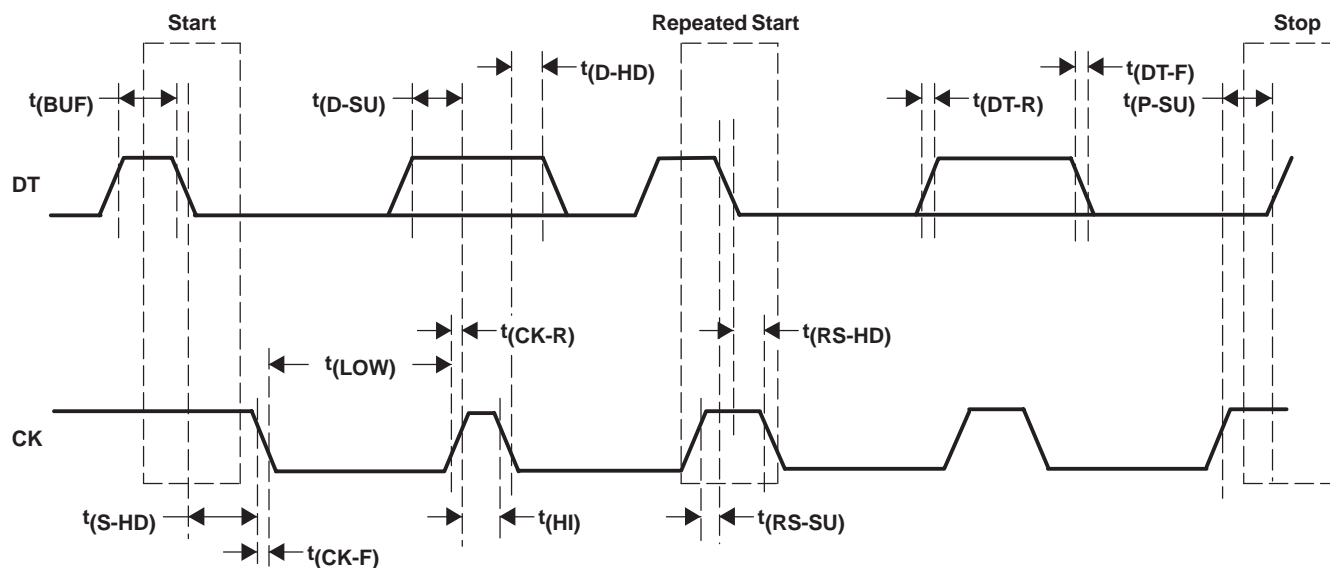 Start
Repeated Start
Stop
t(D-HD)
t(DT-F)
t(BUF)
t(D-SU)
t(DT-R)
t(P-SU)
DT
t(CK-R)
t(RS-HD)
t(LOW)
CK
t(S-HD)
t(HI)
t(RS-SU)
t(CK-F)